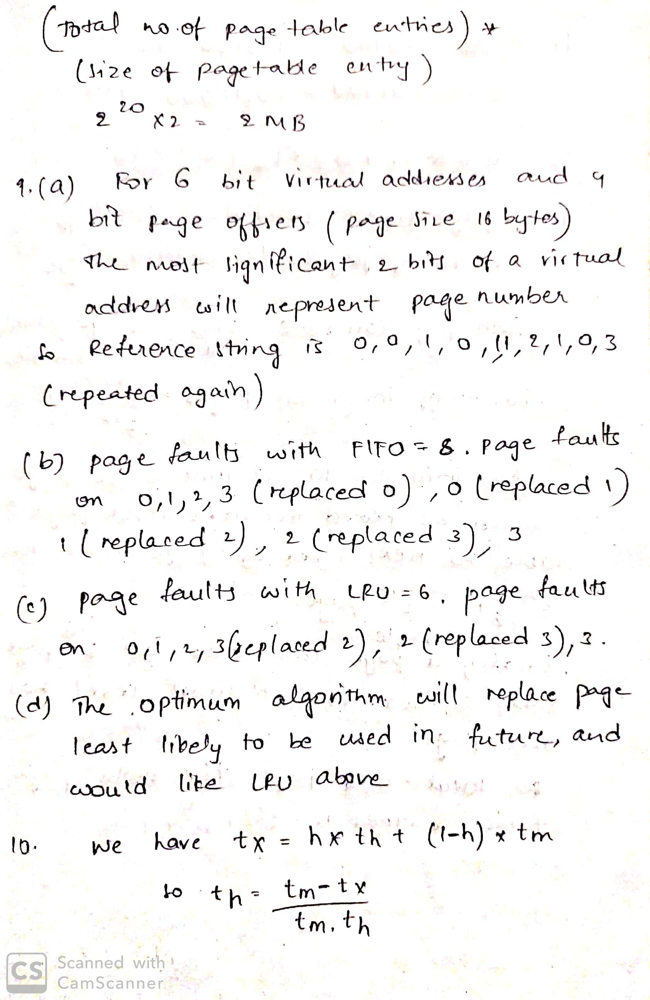 (Total no. of page table entries) *
(size of pagetable entry)
2^20 x 2 = 2 MB
9.(a) For 6 bit virtual addresses and 4
bit page offsets (page size 16 bytes)
The most significant 2 bits of a virtual
address will represent page number
So Reference string is 0,0,1,0,1,1,2,1,0,3
(repeated again)
(b) page faults with FIFO = 8. page faults
on 0,1,2,3 (replaced 0), 0 (replaced 1)
1 (replaced 2), 2 (replaced 3), 3
(c) page faults with LRU = 6. page faults
on 0,1,2,3(replaced 2), 2 (replaced 3), 3.
(d) The optimum algorithm will replace page
least likely to be used in future, and
would like LRU above
10. we have tx = h* th + (1-h) * tm
so th = tm-tx
tm.th
CS Scanned with
CamScanner